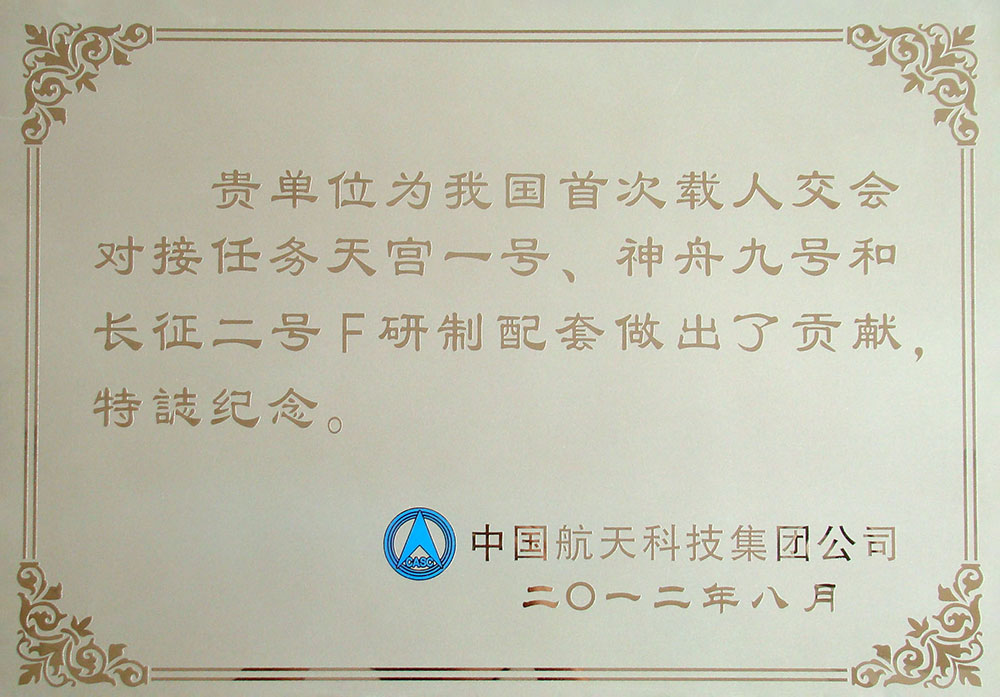 贵单位为我国首次载人交会
对接任务天宫一号、神舟九号和
长征二号F研制配套做出了贡献，
特誌纪念。
CASC
中国航天科技集团公司
二〇一二年八月